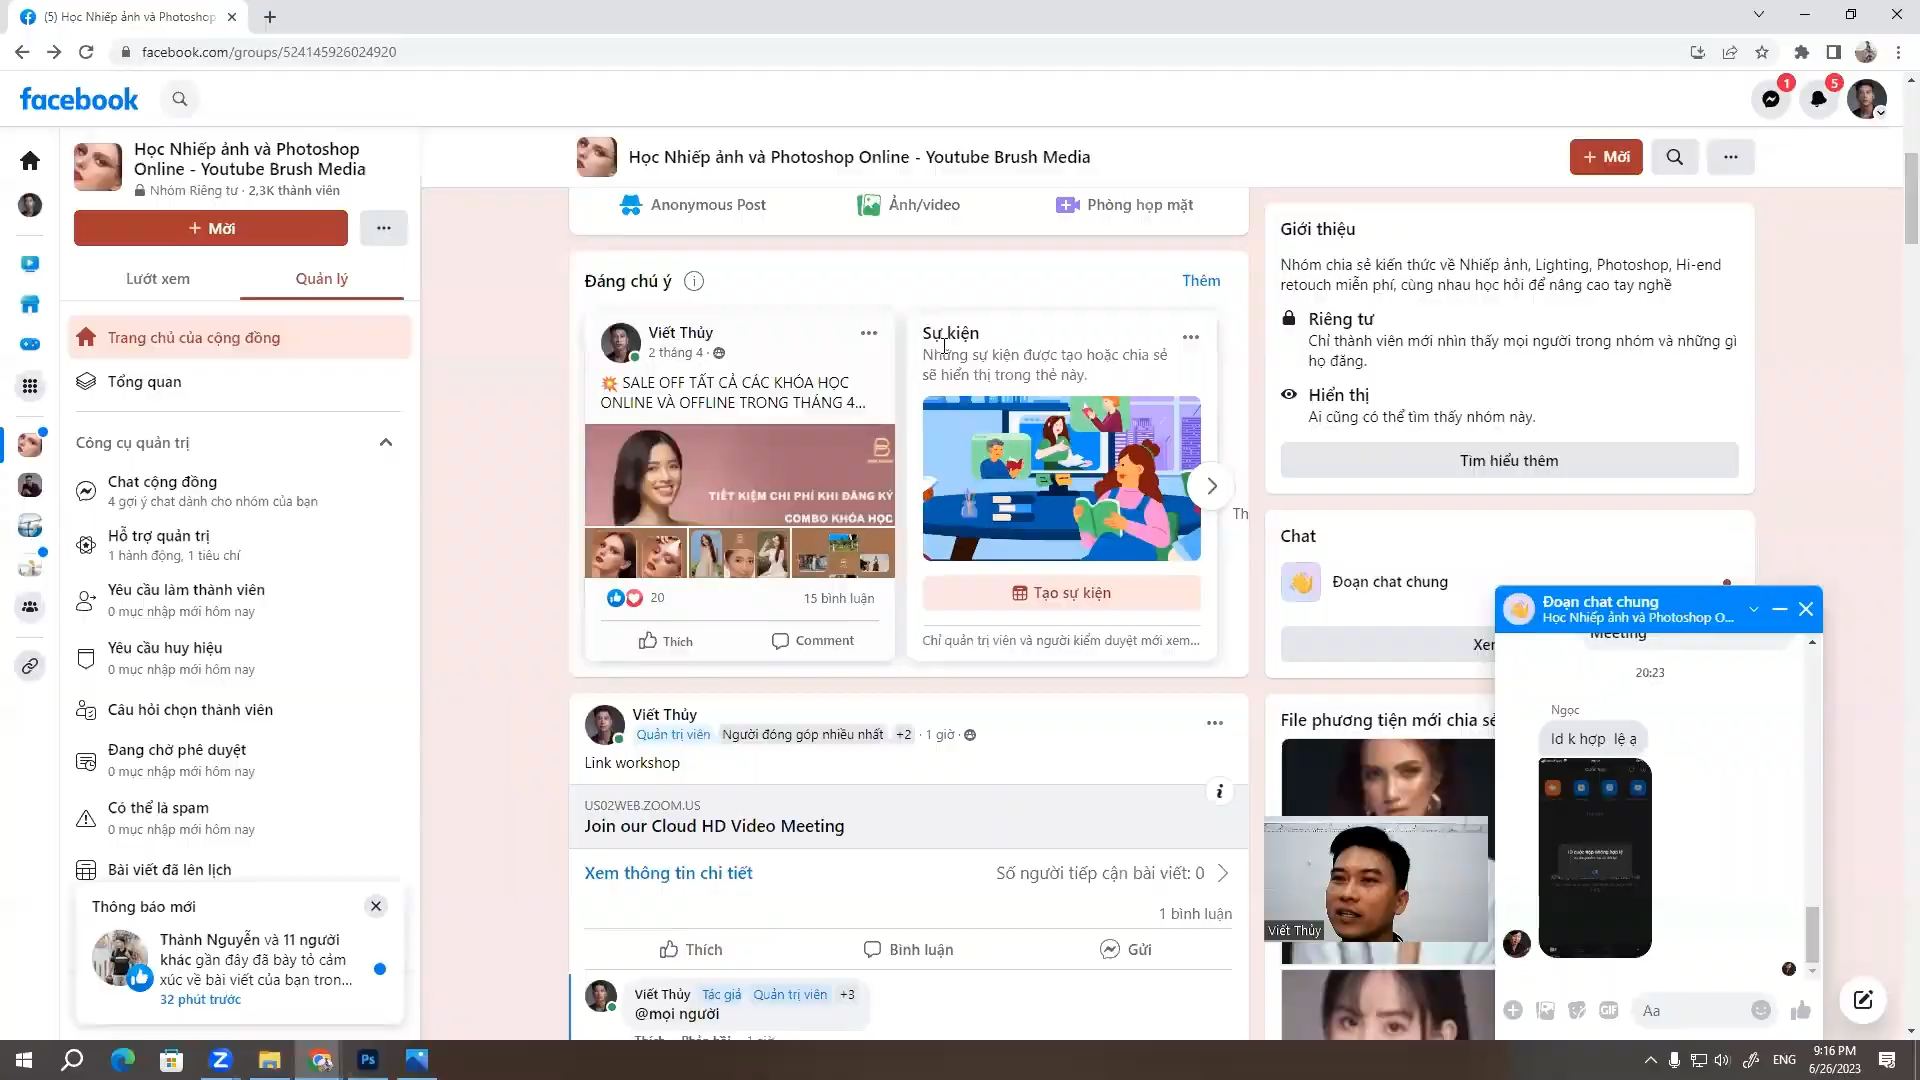 (5) Học Nhiếp ảnh và Photoshop
facebook.com/groups/524145926024920
facebook
1
5
Học Nhiếp ảnh và Photoshop
Online - Youtube Brush Media
Nhóm Riêng tư · 2,3K thành viên
+ Mời
Lướt xem
Quản lý
Trang chủ của cộng đồng
Tổng quan
Công cụ quản trị
Chat cộng đồng
4 gợi ý chat dành cho nhóm của bạn
Hỗ trợ quản trị
1 hành động, 1 tiêu chí
Yêu cầu làm thành viên
0 mục nhập mới hôm nay
Yêu cầu huy hiệu
0 mục nhập mới hôm nay
Câu hỏi chọn thành viên
Đang chờ phê duyệt
0 mục nhập mới hôm nay
Có thể là spam
0 mục nhập mới hôm nay
Bài viết đã lên lịch
Thông báo mới
Thành Nguyễn và 11 người
khác gần đây đã bày tỏ cảm
xúc về bài viết của bạn tron...
32 phút trước
Học Nhiếp ảnh và Photoshop Online - Youtube Brush Media
+ Mời
Anonymous Post
Ảnh/video
Phòng họp mặt
Đáng chú ý
Thêm
Viết Thủy
2 tháng 4 ·
SALE OFF TẤT CẢ CÁC KHÓA HỌC
ONLINE VÀ OFFLINE TRONG THÁNG 4...
TIẾT KIỆM CHI PHÍ KHI ĐĂNG KÝ
COMBO KHÓA HỌC
20
15 bình luận
Thích
Comment
Sự kiện
Những sự kiện được tạo hoặc chia sẻ
sẽ hiển thị trong thẻ này.
Tạo sự kiện
Chỉ quản trị viên và người kiểm duyệt mới xem...
Th
Viết Thủy
Quản trị viên
Người đóng góp nhiều nhất
+2 · 1 giờ ·
Link workshop
US02WEB.ZOOM.US
Join our Cloud HD Video Meeting
Xem thông tin chi tiết
Số người tiếp cận bài viết: 0
1 bình luận
Thích
Bình luận
Gửi
Viết Thủy
Tác giả
Quản trị viên
+3
@mọi người
Giới thiệu
Nhóm chia sẻ kiến thức về Nhiếp ảnh, Lighting, Photoshop, Hi-end
retouch miễn phí, cùng nhau học hỏi để nâng cao tay nghề
Riêng tư
Chỉ thành viên mới nhìn thấy mọi người trong nhóm và những gì
họ đăng.
Hiển thị
Ai cũng có thể tìm thấy nhóm này.
Tìm hiểu thêm
Chat
Đoạn chat chung
File phương tiện mới chia sẻ
Viết Thủy
Đoạn chat chung
Học Nhiếp ảnh và Photoshop O...
Meeting
20:23
Ngọc
Id k hợp lệ ạ
Aa
GIF
Ps
ENG
9:16 PM
6/26/2023